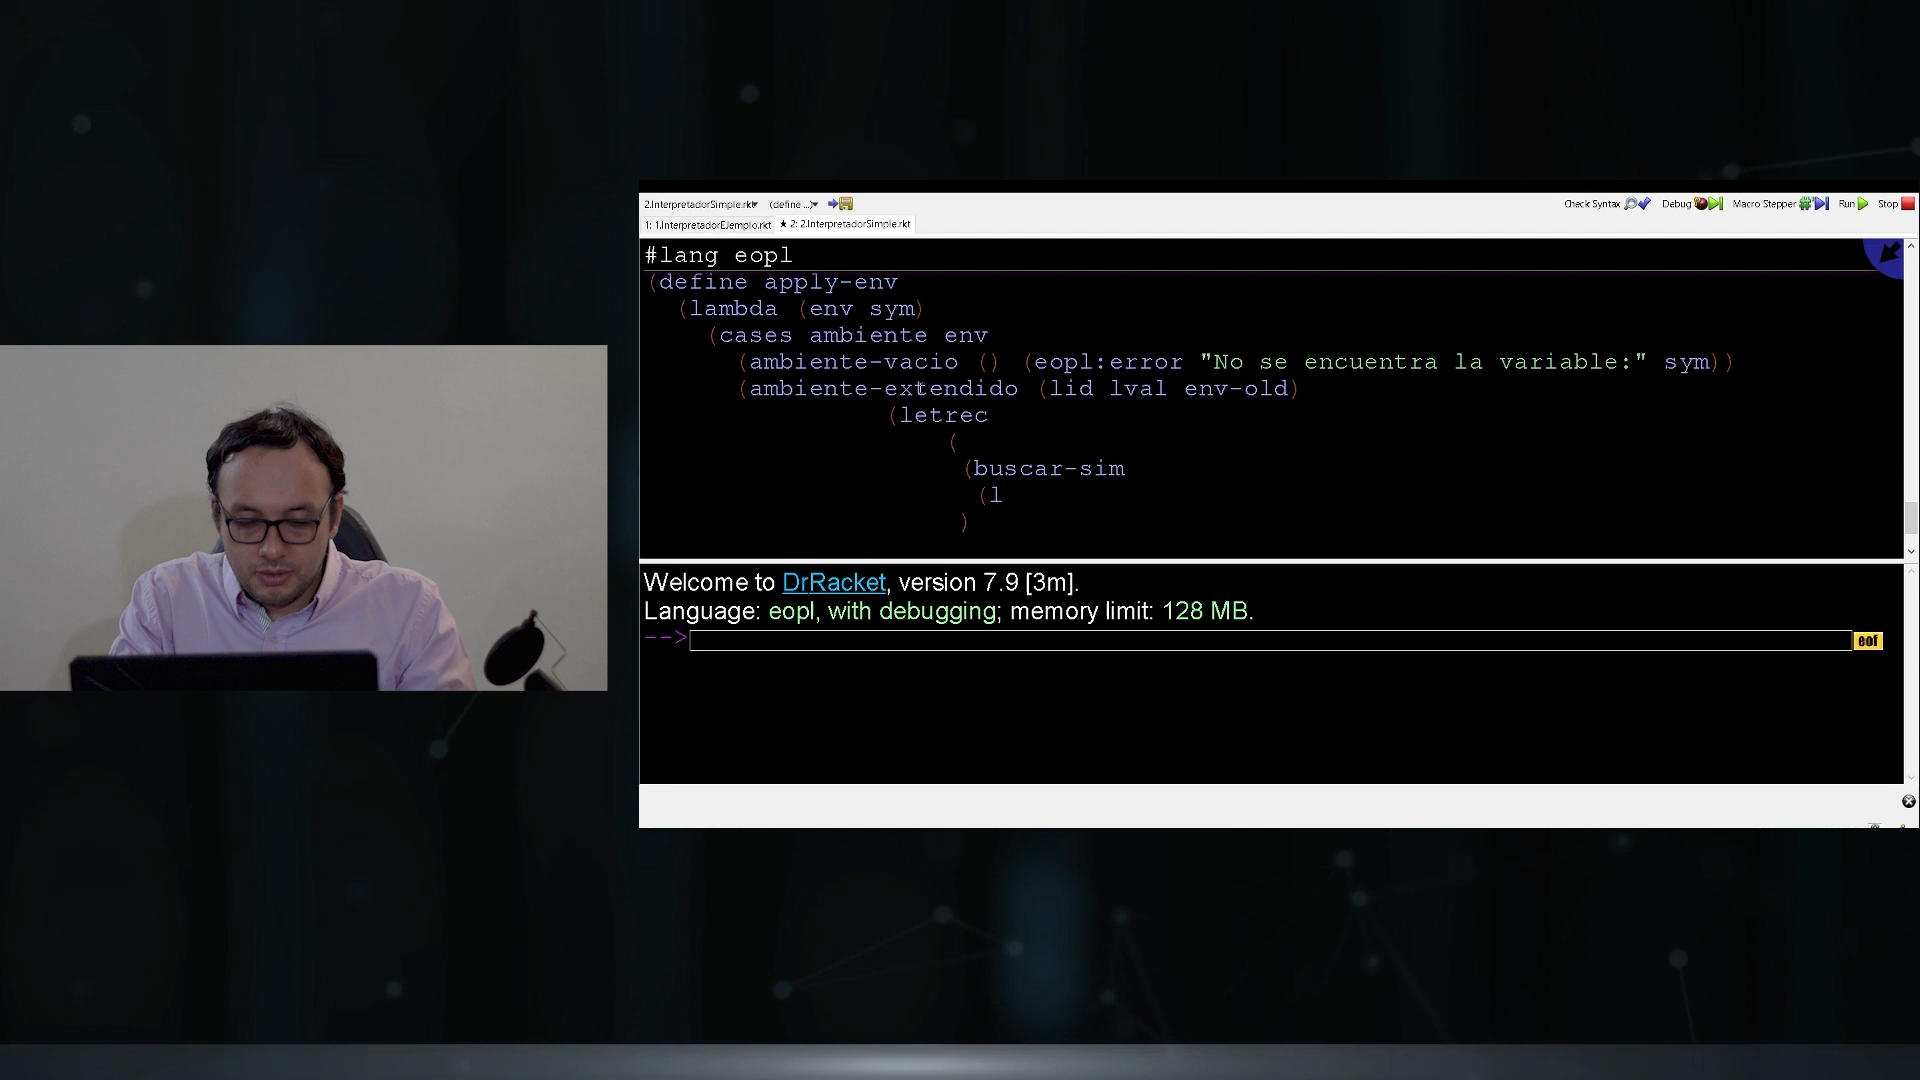 2.InterpretadorSimple.rkt (define ...) Check Syntax Debug Macro Stepper Run Stop
1: 1.InterpretadorEjemplo.rkt ★ 2: 2.InterpretadorSimple.rkt
#lang eopl
(define apply-env
(lambda (env sym)
(cases ambiente env
(ambiente-vacio () (eopl:error "No se encuentra la variable:" sym))
(ambiente-extendido (lid lval env-old)
(letrec
(
(buscar-sim
(l
)
Welcome to DrRacket, version 7.9 [3m].
Language: eopl, with debugging; memory limit: 128 MB.
-->
eof